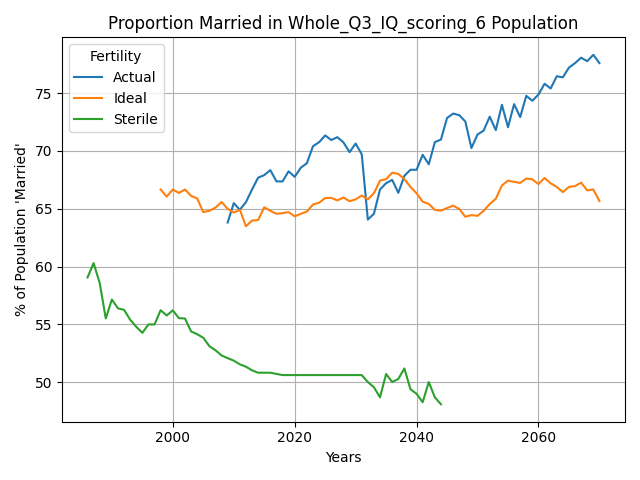 Proportion Married in Whole_Q3_IQ_scoring_6 Population
Fertility
Actual
Ideal
Sterile
% of Population 'Married'
75
70
65
60
55
50
2000
2020
2040
2060
Years